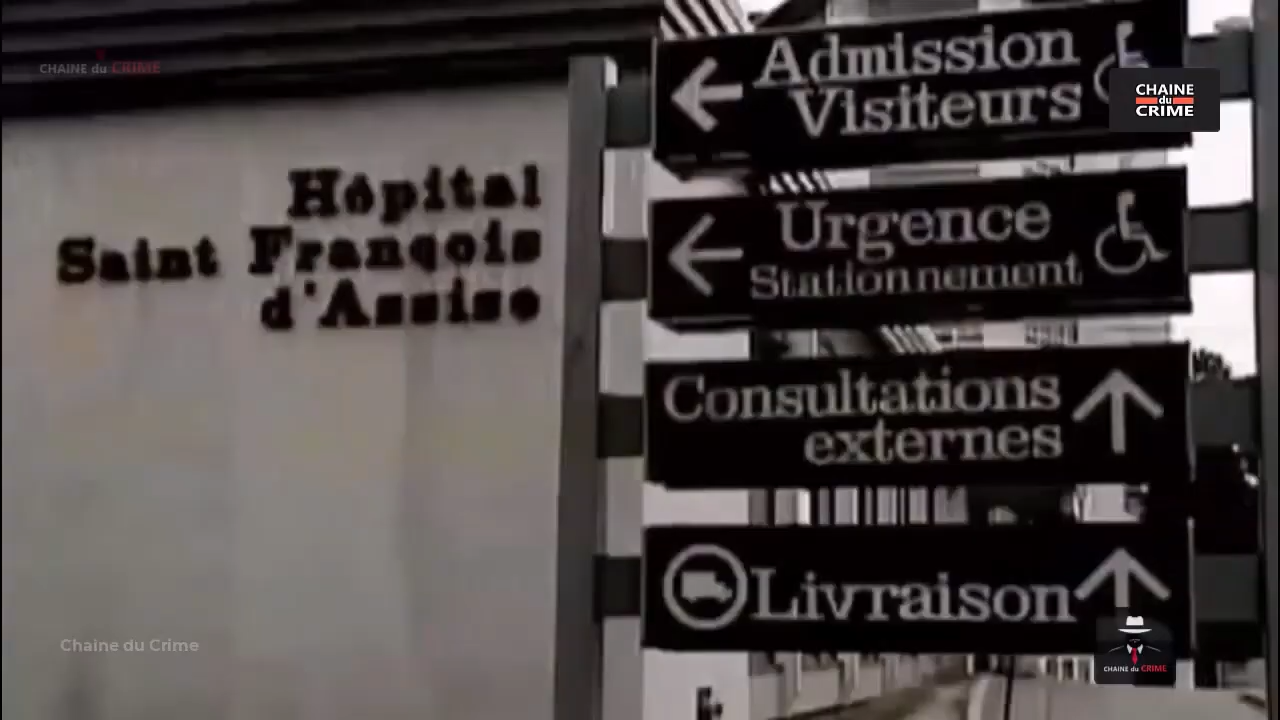 CHAINE du CRIME
Hôpital
Saint François
d'Assise
Admission
Visiteurs
CHAINE
du
CRIME
Urgence
Stationnement
Consultations
externes
Livraison
Chaine du Crime
CHAINE du CRIME